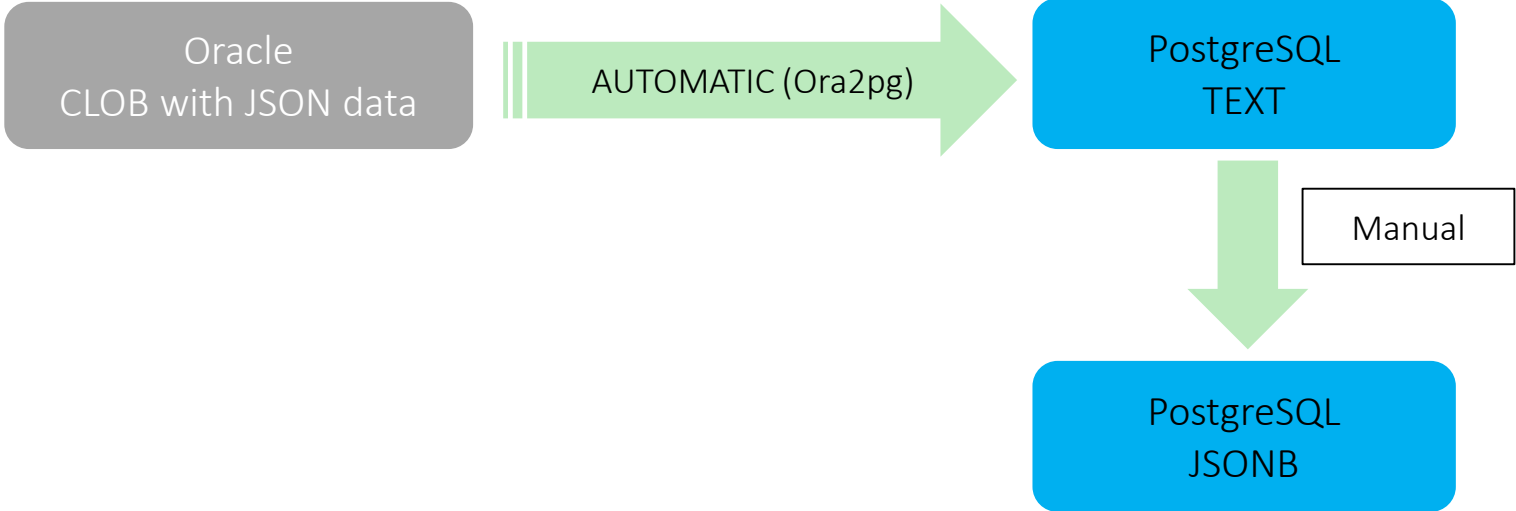 Oracle
CLOB with JSON data
AUTOMATIC (Ora2pg)
PostgreSQL
TEXT
Manual
PostgreSQL
JSONB